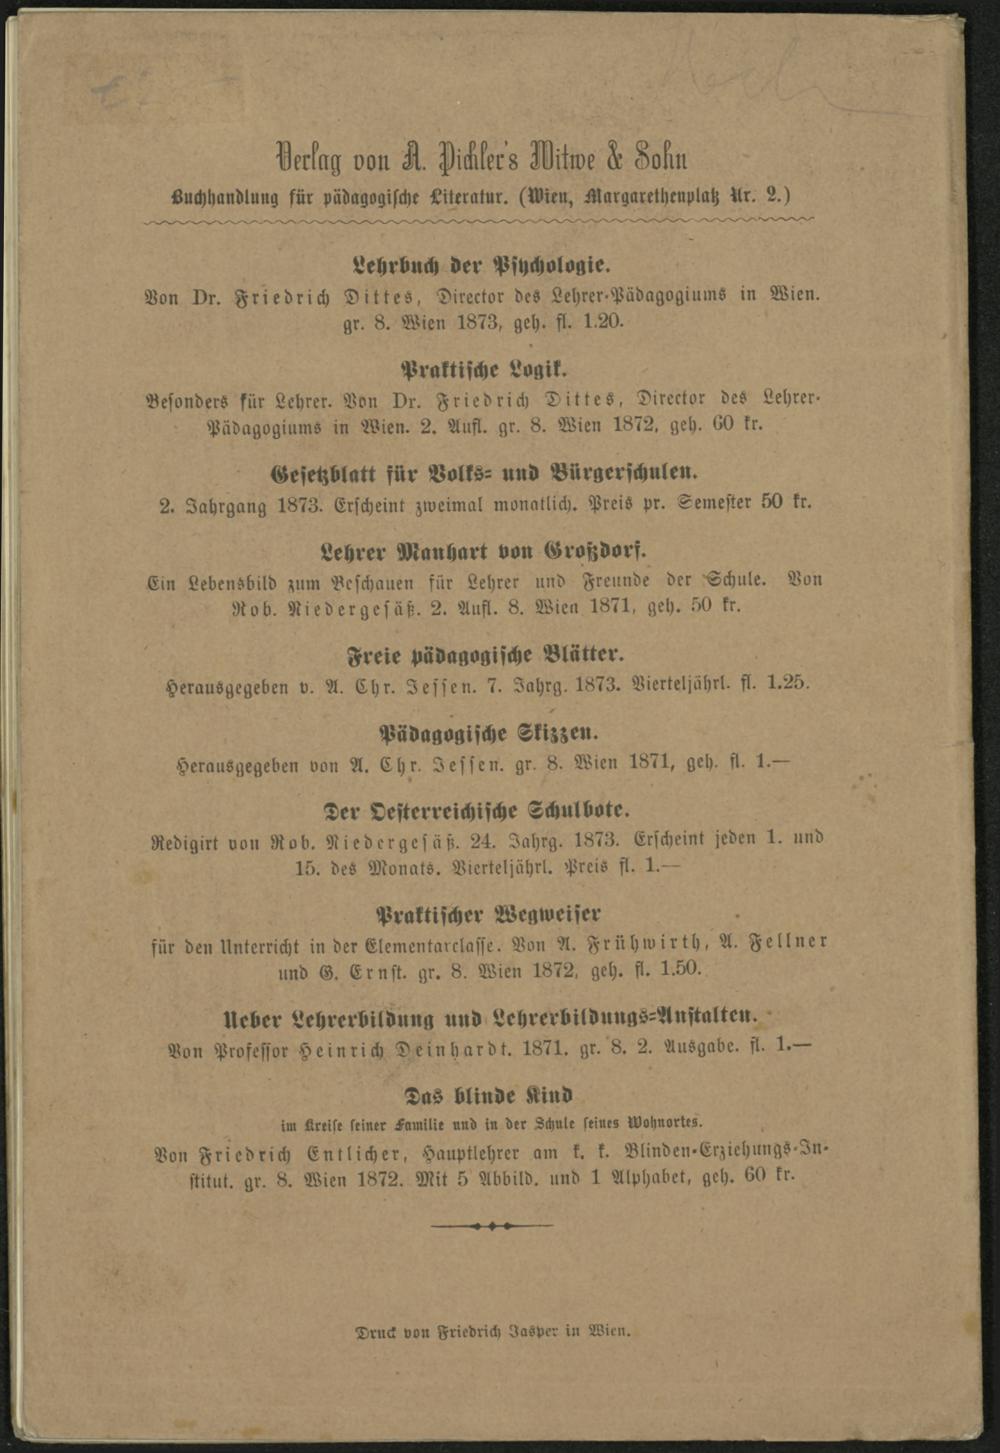 Verlag von A. Pichler's Witwe & Sohn
Buchhandlung für pädagogische Literatur. (Wien, Margarethenplatz Nr. 2.)
Lehrbuch der Psychologie.
Von Dr. Friedrich Dittes, Director des Lehrer-Pädagogiums in Wien.
gr. 8. Wien 1873, geh. fl. 1.20.
Praktische Logik.
Besonders für Lehrer. Von Dr. Friedrich Dittes, Director des Lehrer-
Pädagogiums in Wien. 2. Aufl. gr. 8. Wien 1872, geh. 60 kr.
Gesetzblatt für Volks- und Bürgerschulen.
2. Jahrgang 1873. Erscheint zweimal monatlich. Preis pr. Semester 50 kr.
Lehrer Manhart von Großdorf.
Ein Lebensbild zum Beschauen für Lehrer und Freunde der Schule. Von
Rob. Niedergesäß. 2. Aufl. 8. Wien 1871, geh. 50 kr.
Freie pädagogische Blätter.
Herausgegeben v. A. Chr. Jessen. 7. Jahrg. 1873. Vierteljährl. fl. 1.25.
Pädagogische Skizzen.
Herausgegeben von A. Chr. Jessen. gr. 8. Wien 1871, geh. fl. 1.—
Der Oesterreichische Schulbote.
Redigirt von Rob. Niedergesäß. 24. Jahrg. 1873. Erscheint jeden 1. und
15. des Monats. Vierteljährl. Preis fl. 1.—
Praktischer Wegweiser
für den Unterricht in der Elementarclasse. Von A. Frühwirth, A. Fellner
und G. Ernst. gr. 8. Wien 1872, geh. fl. 1.50.
Ueber Lehrerbildung und Lehrerbildungs-Anstalten.
Von Professor Heinrich Deinhardt. 1871. gr. 8. 2. Ausgabe. fl. 1.—
Das blinde Kind
im Kreise seiner Familie und in der Schule seines Wohnortes.
Von Friedrich Entlicher, Hauptlehrer am k. k. Blinden-Erziehungs-In-
stitut. gr. 8. Wien 1872. Mit 5 Abbild. und 1 Alphabet, geh. 60 kr.
Druck von Friedrich Jasper in Wien.